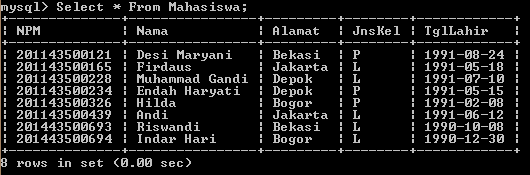 mysql> Select * From Mahasiswa;
| NPM | Nama | Alamat | JnsKel | TglLahir |
| 201143500121 | Desi Maryani | Bekasi | P | 1991-08-24 |
| 201143500165 | Firdaus | Jakarta | L | 1991-05-18 |
| 201143500228 | Muhammad Gandi | Depok | L | 1991-07-10 |
| 201143500234 | Endah Haryati | Depok | P | 1991-05-15 |
| 201143500326 | Hilda | Bogor | P | 1991-02-08 |
| 201143500439 | Andi | Jakarta | L | 1991-06-12 |
| 201443500693 | Riswandi | Bekasi | L | 1990-10-08 |
| 201443500694 | Indar Hari | Bogor | L | 1990-12-30 |
8 rows in set (0.00 sec)